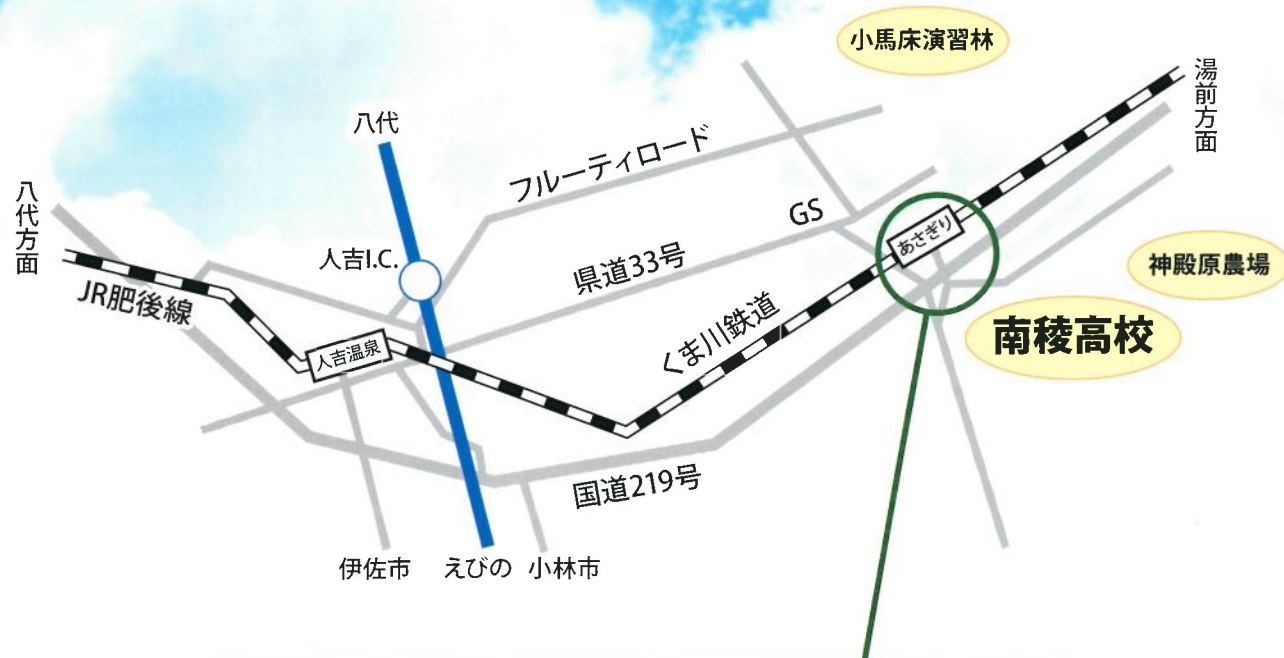 小馬床演習林
湯前方面
八代
フルーティロード
八代方面
GS
あさぎり
人吉I.C.
県道33号
神殿原農場
JR肥後線
くま川鉄道
南稜高校
人吉温泉
国道219号
伊佐市
えびの
小林市